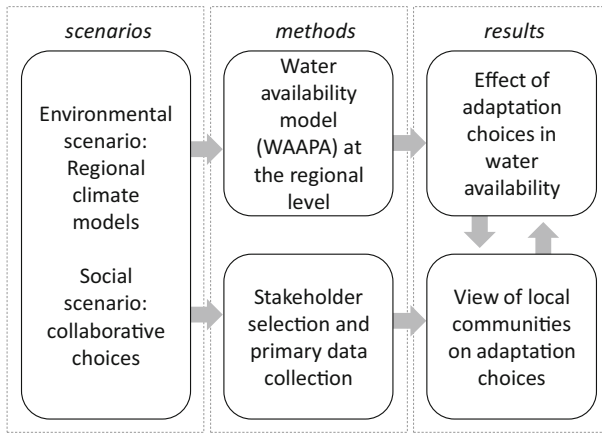 scenarios
Environmental
scenario:
Regional
climate
models
Social
scenario:
collaborative
choices
methods
Water
availability
model
(WAAPA) at
the regional
level
Stakeholder
selection and
primary data
collection
results
Effect of
adaptation
choices in
water
availability
View of local
communities
on adaptation
choices